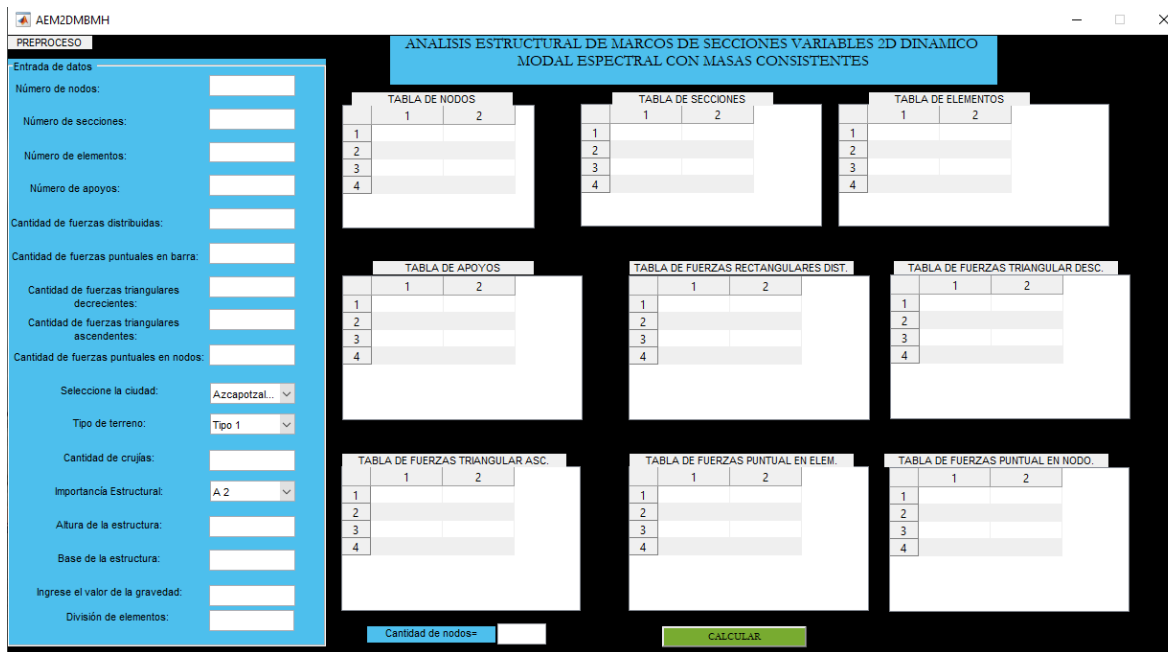 AEM2DMBMH
PREPROCESO
ANALISIS ESTRUCTURAL DE MARCOS DE SECCIONES VARIABLES 2D DINAMICO
MODAL ESPECTRAL CON MASAS CONSISTENTES
Entrada de datos
Número de nodos:
Número de secciones:
Número de elementos:
Número de apoyos:
Cantidad de fuerzas distribuidas:
Cantidad de fuerzas puntuales en barra:
Cantidad de fuerzas triangulares
decrecientes:
Cantidad de fuerzas triangulares
ascendentes:
Cantidad de fuerzas puntuales en nodos:
Seleccione la ciudad:
Azcapotzal...
Tipo de terreno:
Tipo 1
Cantidad de crujías:
Importancía Estructural:
A 2
Altura de la estructura:
Base de la estructura:
Ingrese el valor de la gravedad:
División de elementos:
TABLA DE NODOS
1 2
1
2
3
4
TABLA DE SECCIONES
1 2
1
2
3
4
TABLA DE ELEMENTOS
1 2
1
2
3
4
TABLA DE APOYOS
1 2
1
2
3
4
TABLA DE FUERZAS RECTANGULARES DIST.
1 2
1
2
3
4
TABLA DE FUERZAS TRIANGULAR DESC.
1 2
1
2
3
4
TABLA DE FUERZAS TRIANGULAR ASC.
1 2
1
2
3
4
TABLA DE FUERZAS PUNTUAL EN ELEM.
1 2
1
2
3
4
TABLA DE FUERZAS PUNTUAL EN NODO.
1 2
1
2
3
4
Cantidad de nodos=
CALCULAR